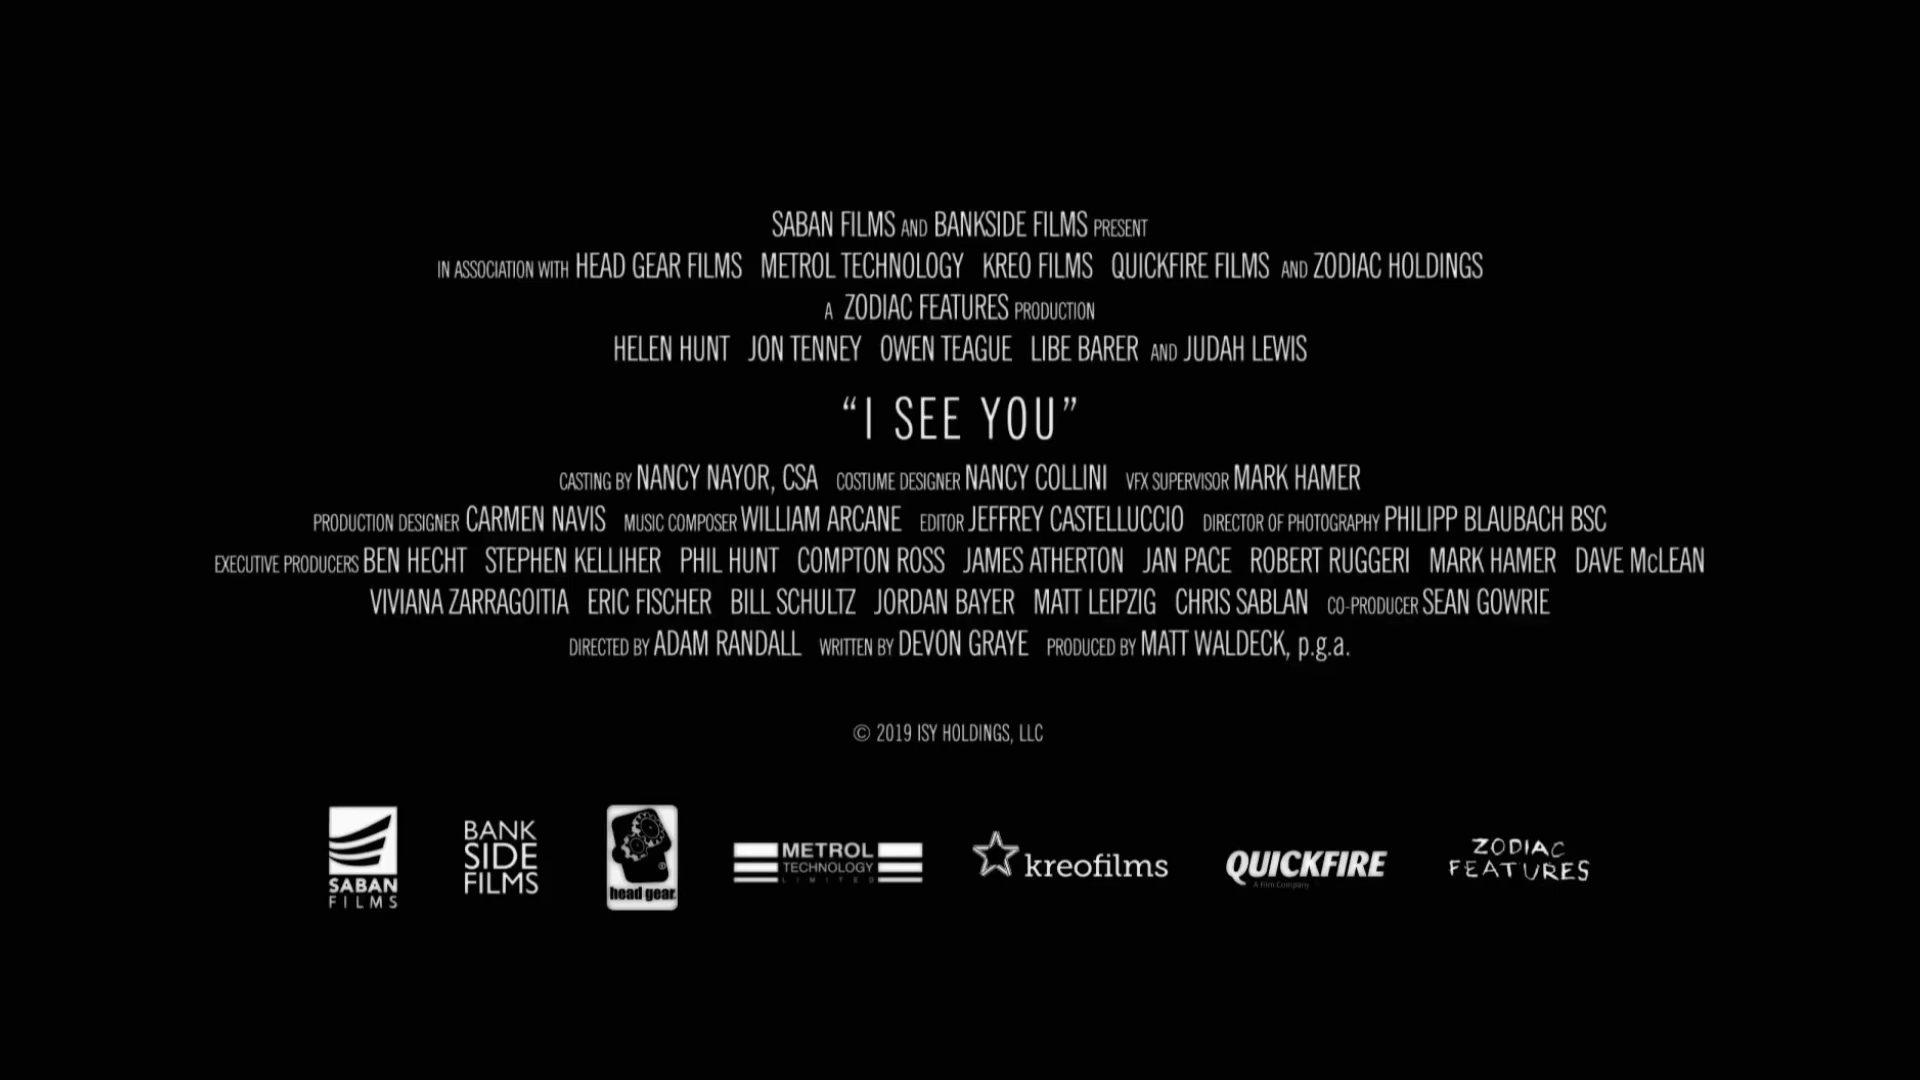 SABAN FILMS AND BANKSIDE FILMS PRESENT
IN ASSOCIATION WITH HEAD GEAR FILMS METROL TECHNOLOGY KREO FILMS QUICKFIRE FILMS AND ZODIAC HOLDINGS
A ZODIAC FEATURES PRODUCTION
HELEN HUNT JON TENNEY OWEN TEAGUE LIBE BARER AND JUDAH LEWIS
“I SEE YOU”
CASTING BY NANCY NAYOR, CSA COSTUME DESIGNER NANCY COLLINI VFX SUPERVISOR MARK HAMER
PRODUCTION DESIGNER CARMEN NAVIS MUSIC COMPOSER WILLIAM ARCANE EDITOR JEFFREY CASTELLUCCIO DIRECTOR OF PHOTOGRAPHY PHILIPP BLAUBACH BSC
EXECUTIVE PRODUCERS BEN HECHT STEPHEN KELLIHER PHIL HUNT COMPTON ROSS JAMES ATHERTON JAN PACE ROBERT RUGGERI MARK HAMER DAVE McLEAN
VIVIANA ZARRAGOITIA ERIC FISCHER BILL SCHULTZ JORDAN BAYER MATT LEIPZIG CHRIS SABLAN CO-PRODUCER SEAN GOWRIE
DIRECTED BY ADAM RANDALL WRITTEN BY DEVON GRAYE PRODUCED BY MATT WALDECK, p.g.a.
© 2019 ISY HOLDINGS, LLC
SABAN
FILMS
BANK
SIDE
FILMS
head gear
METROL
TECHNOLOGY
LIMITED
kreofilms
QUICKFIRE
A Film Company
ZODIAC
FEATURES